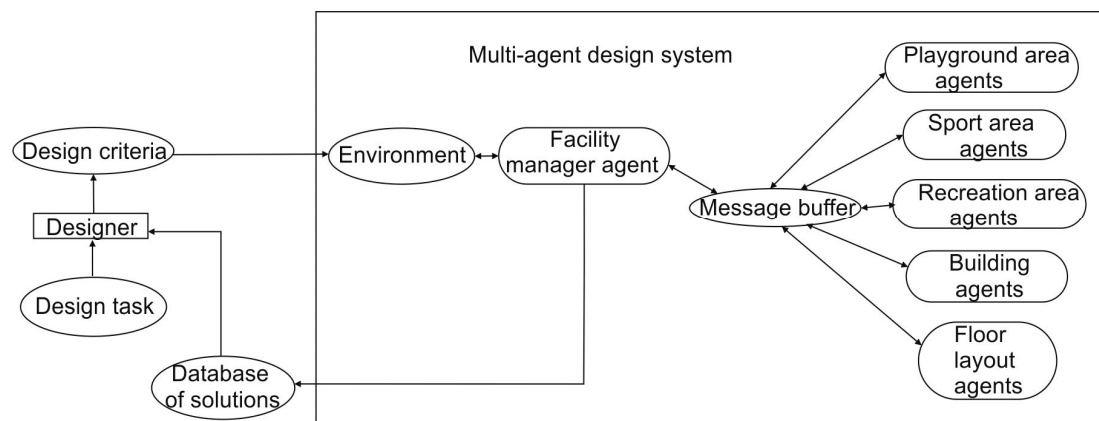 Multi-agent design system
Playground area
agents
Sport area
agents
Design criteria
Environment
Facility
manager agent
Recreation area
agents
Message buffer
Designer
Building
agents
Design task
Floor
layout
agents
Database
of solutions